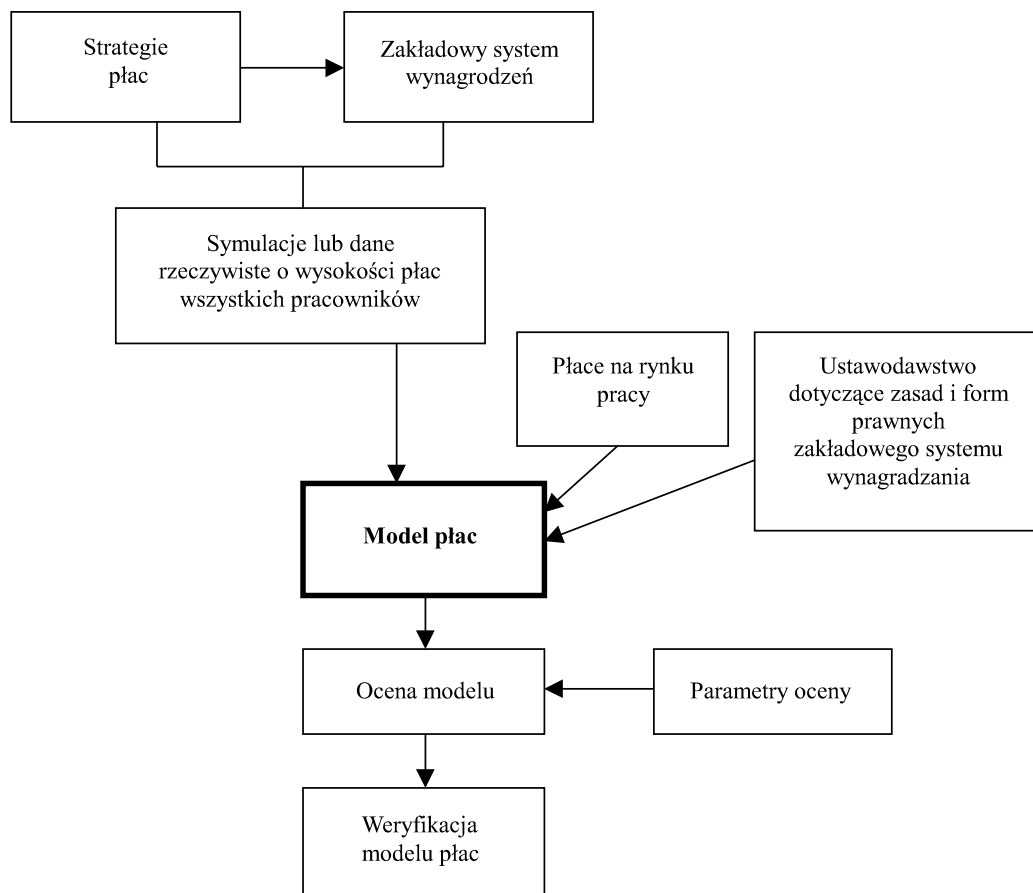 Strategie
płac
Zakładowy system
wynagrodzeń
Symulacje lub dane
rzeczywiste o wysokości płac
wszystkich pracowników
Płace na rynku
pracy
Ustawodawstwo
dotyczące zasad i form
prawnych
zakładowego systemu
wynagradzania
Model płac
Ocena modelu
Parametry oceny
Weryfikacja
modelu płac